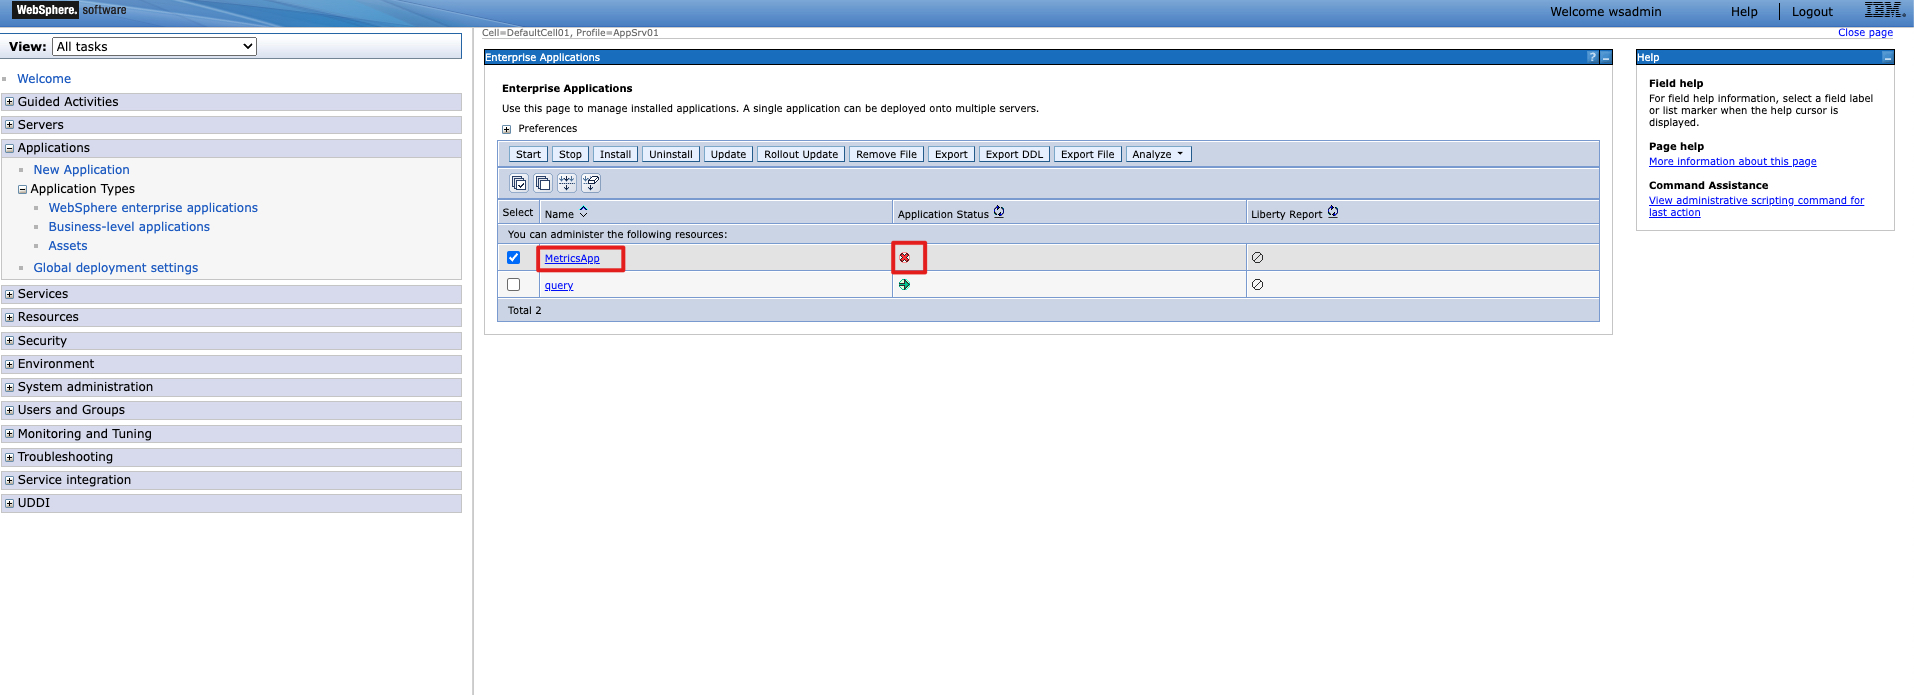 WebSphere. software
Welcome wsadmin
Help
Logout
IBM.
View: All tasks
Welcome
Guided Activities
Servers
Applications
New Application
Application Types
WebSphere enterprise applications
Business-level applications
Assets
Global deployment settings
Services
Resources
Security
Environment
System administration
Users and Groups
Monitoring and Tuning
Troubleshooting
Service integration
UDDI
Cell=DefaultCell01, Profile=AppSrv01
Close page
Enterprise Applications
?
Enterprise Applications
Use this page to manage installed applications. A single application can be deployed onto multiple servers.
Preferences
Start Stop Install Uninstall Update Rollout Update Remove File Export Export DDL Export File Analyze
Select Name Application Status Liberty Report
You can administer the following resources:
MetricsApp
query
Total 2
Help
Field help
For field help information, select a field label
or list marker when the help cursor is
displayed.
Page help
More information about this page
Command Assistance
View administrative scripting command for
last action